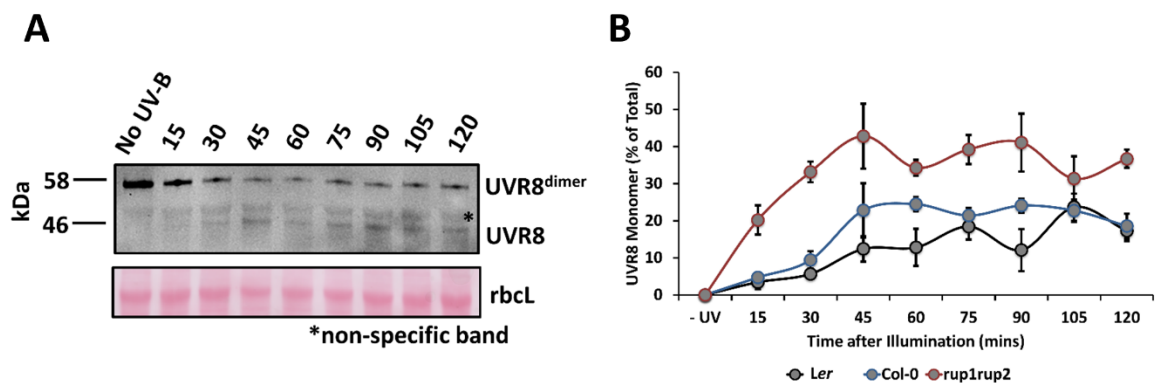 A
No UV-B 15 30 45 60 75 90 105 120
kDa
58
46
UVR8dimer
*
UVR8
rbcL
*non-specific band
B
UVR8 Monomer (% of Total)
60
50
40
30
20
10
0
- UV 15 30 45 60 75 90 105 120
Time after Illumination (mins)
Ler Col-0 rup1rup2